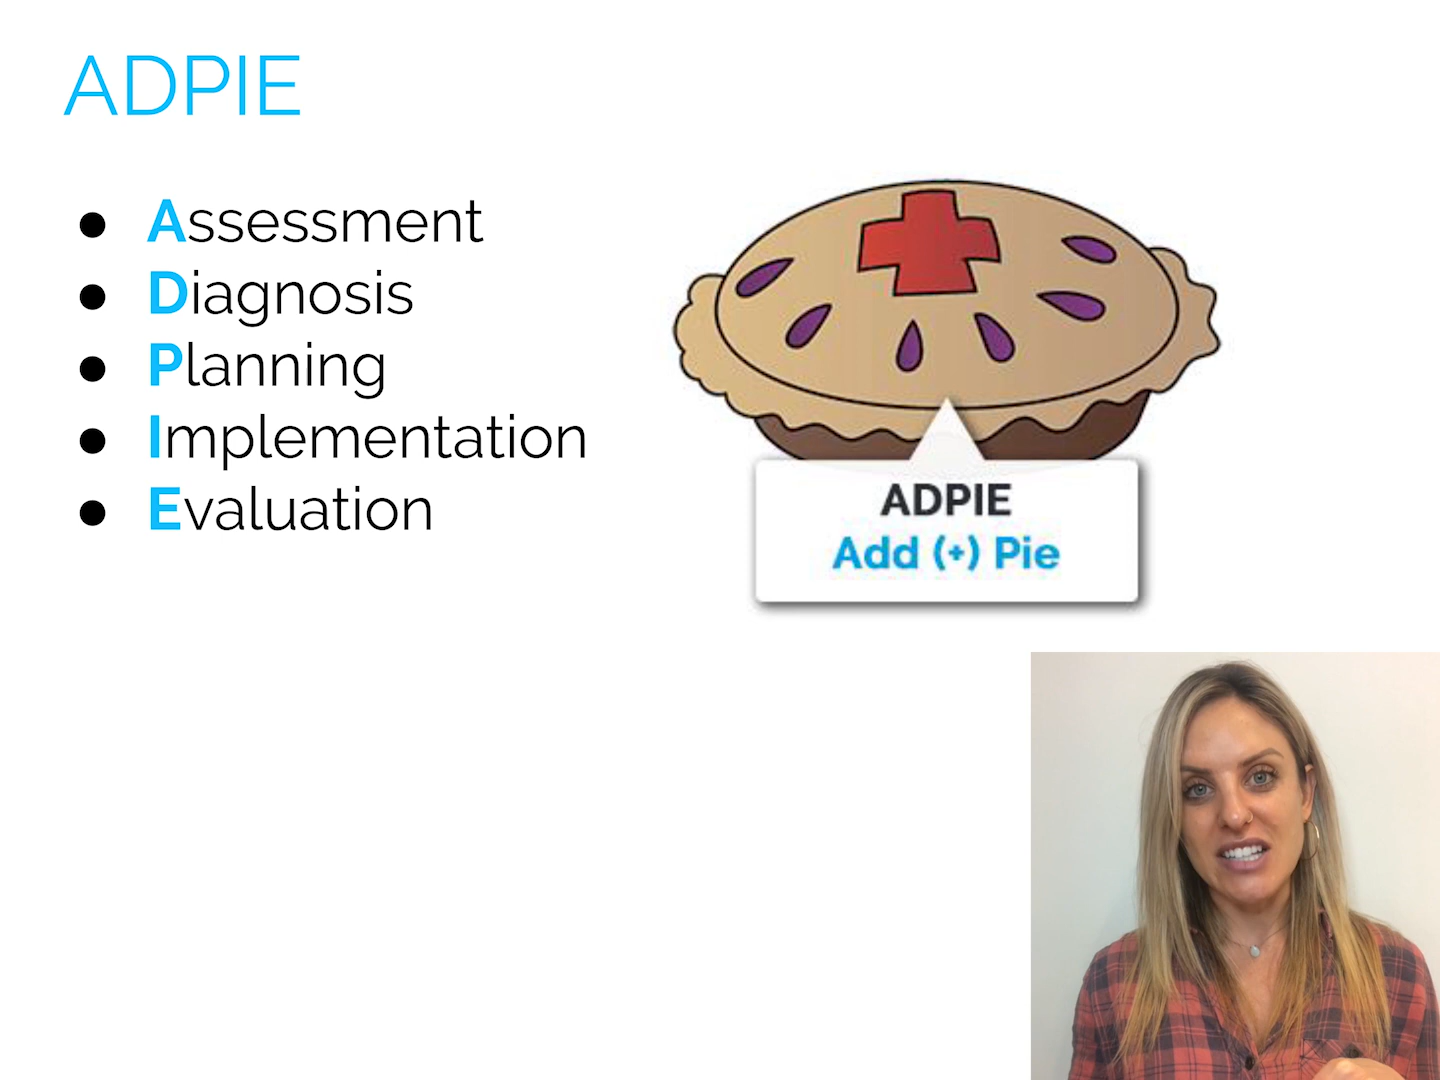 ADPIE
● Assessment
● Diagnosis
● Planning
● Implementation
● Evaluation
ADPIE
Add (+) Pie